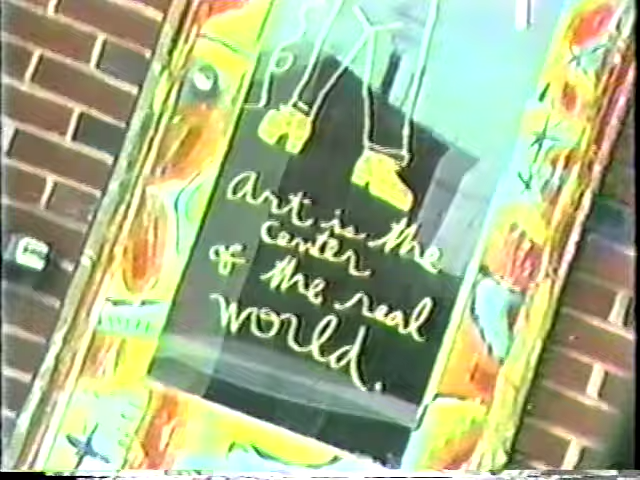 art is the
center
of the real
world.